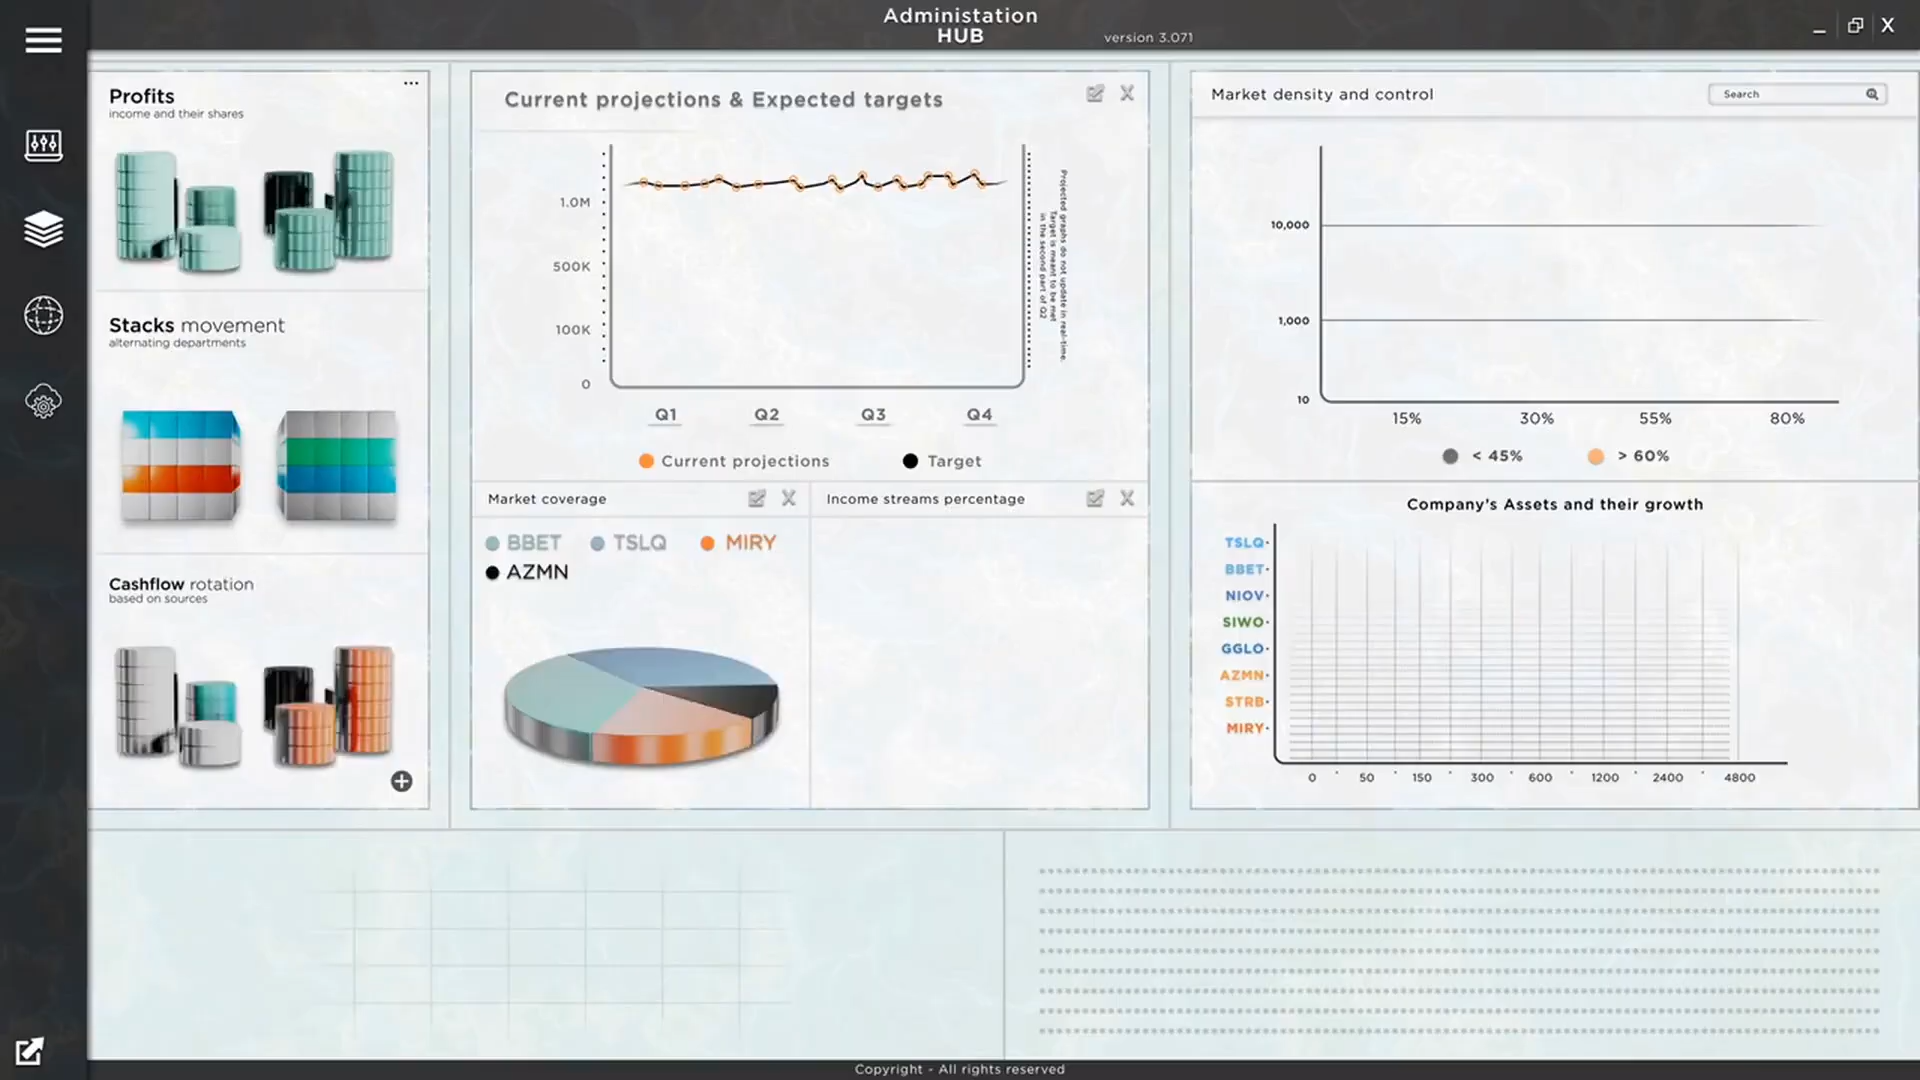 Administation
HUB
version 3.071
X
Profits
income and their shares
Stacks movement
alternating departments
Cashflow rotation
based on sources
Current projections & Expected targets
1.0M
500K
100K
0
Q1
Q2
Q3
Q4
Projected graphs do not update in real-time.
Target is meant to be met
in the second part of Q2
Current projections
Target
Market coverage
BBET
TSLQ
MIRY
AZMN
Income streams percentage
Market density and control
Search
10,000
1,000
10
15%
30%
55%
80%
< 45%
> 60%
Company's Assets and their growth
TSLQ
BBET
NIOV
SIWO
GGLO
AZMN
STRB
MIRY
0
50
150
300
600
1200
2400
4800
Copyright - All rights reserved